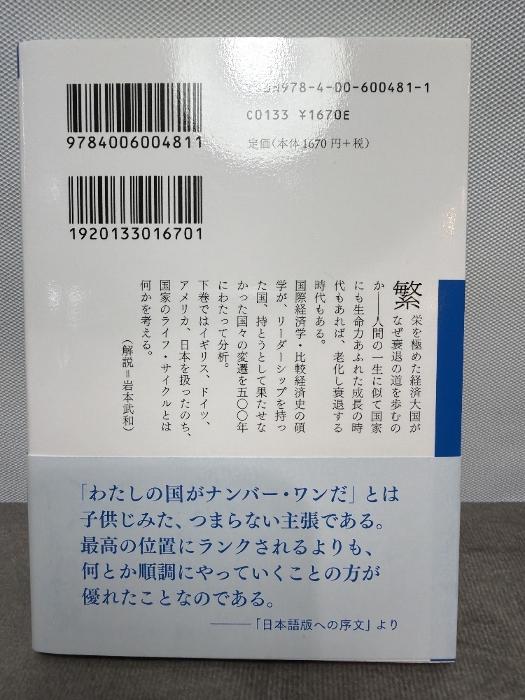 978-4-00-600481-1
C0133 ¥1670E
定価(本体1670円+税)
9784006004811
1920133016701
繁栄を極めた経済大国が
なぜ衰退の道を歩むの
か――人間の一生に似て国家
にも生命力あふれた成長の時
代もあれば、老化し衰退する
時代もある。
国際経済学・比較経済史の碩
学が、リーダーシップを持っ
た国、持とうとして果たせな
かった国々の変遷を五〇〇年
にわたって分析。
下巻ではイギリス、ドイツ、
アメリカ、日本を扱ったのち、
国家のライフ・サイクルとは
何かを考える。
(解説=岩本武和)
「わたしの国がナンバー・ワンだ」とは
子供じみた、つまらない主張である。
最高の位置にランクされるよりも、
何とか順調にやっていくことの方が
優れたことなのである。
――「日本語版への序文」より